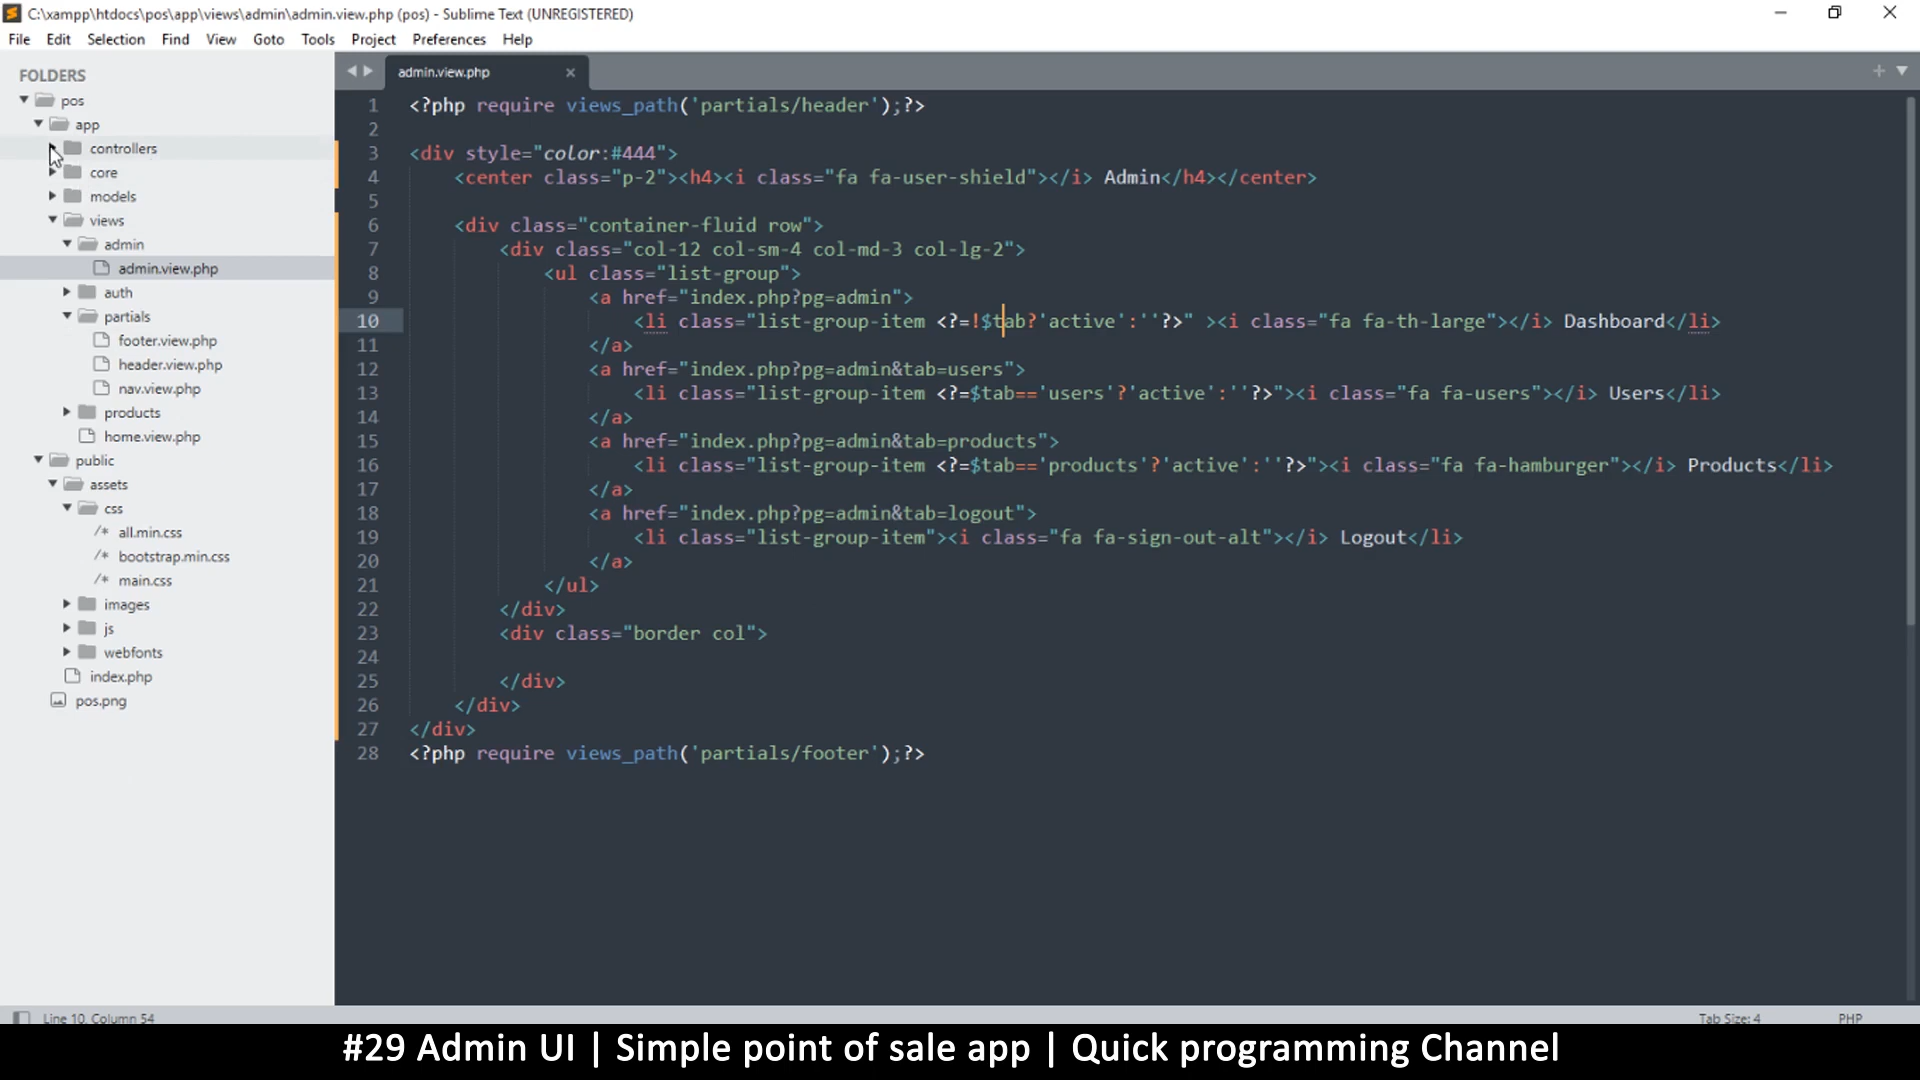 C:\xampp\htdocs\pos\app\views\admin\admin.view.php (pos) - Sublime Text (UNREGISTERED)
File Edit Selection Find View Goto Tools Project Preferences Help
FOLDERS
pos
app
controllers
core
models
views
admin
admin.view.php
auth
partials
footer.view.php
header.view.php
nav.view.php
products
home.view.php
public
assets
css
/* all.min.css
/* bootstrap.min.css
/* main.css
images
js
webfonts
index.php
pos.png
admin.view.php
1 <?php require views_path('partials/header');?>
2
3 <div style="color:#444">
4 <center class="p-2"><h4><i class="fa fa-user-shield"></i> Admin</h4></center>
5
6 <div class="container-fluid row">
7 <div class="col-12 col-sm-4 col-md-3 col-lg-2">
8 <ul class="list-group">
9 <a href="index.php?pg=admin">
10 <li class="list-group-item <?=!$tab?'active':''?>" ><i class="fa fa-th-large"></i> Dashboard</li>
11 </a>
12 <a href="index.php?pg=admin&tab=users">
13 <li class="list-group-item <?=$tab=='users'?'active':''?>"><i class="fa fa-users"></i> Users</li>
14 </a>
15 <a href="index.php?pg=admin&tab=products">
16 <li class="list-group-item <?=$tab=='products'?'active':''?>"><i class="fa fa-hamburger"></i> Products</li>
17 </a>
18 <a href="index.php?pg=admin&tab=logout">
19 <li class="list-group-item"><i class="fa fa-sign-out-alt"></i> Logout</li>
20 </a>
21 </ul>
22 </div>
23 <div class="border col">
24
25 </div>
26 </div>
27 </div>
28 <?php require views_path('partials/footer');?>
Line 10, Column 54
Tab Size: 4
PHP
#29 Admin UI | Simple point of sale app | Quick programming Channel